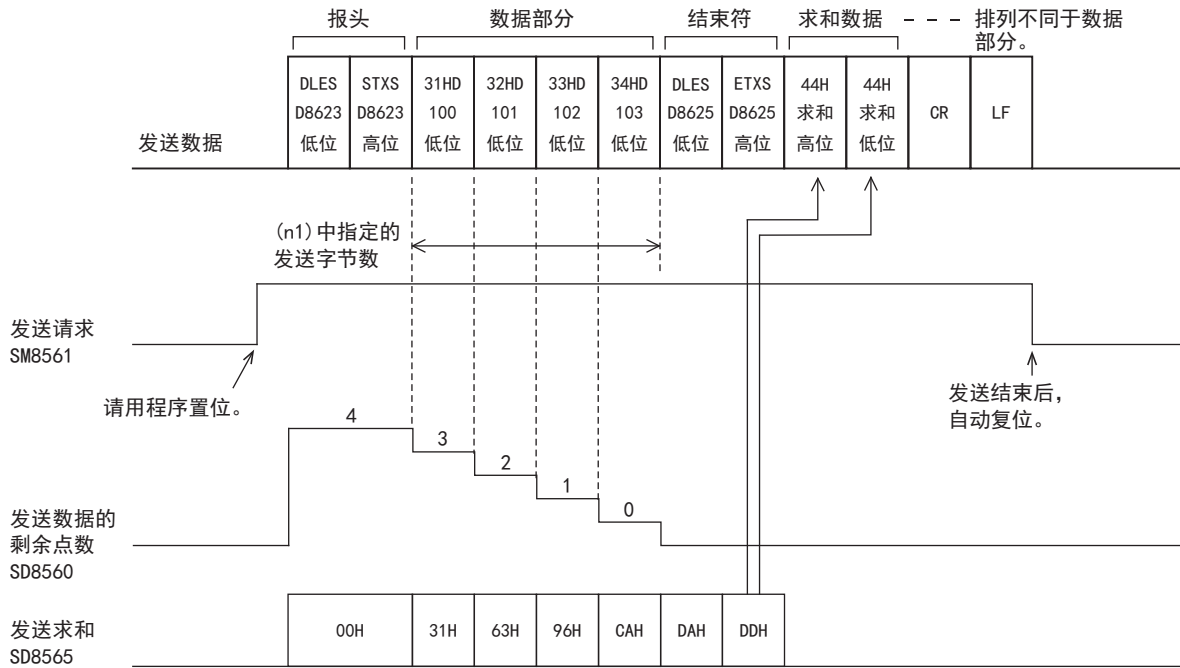 报头 数据部分 结束符 求和数据 - - - 排列不同于数据
部分。
发送数据
DLES
D8623
低位
STXS
D8623
高位
31HD
100
低位
32HD
101
低位
33HD
102
低位
34HD
103
低位
DLES
D8625
低位
ETXS
D8625
高位
44H
求和
高位
44H
求和
低位
CR
LF
(n1)中指定的
发送字节数
发送请求
SM8561
请用程序置位。
发送结束后，
自动复位。
4
3
2
1
0
发送数据的
剩余点数
SD8560
发送求和
SD8565
00H 31H 63H 96H CAH DAH DDH